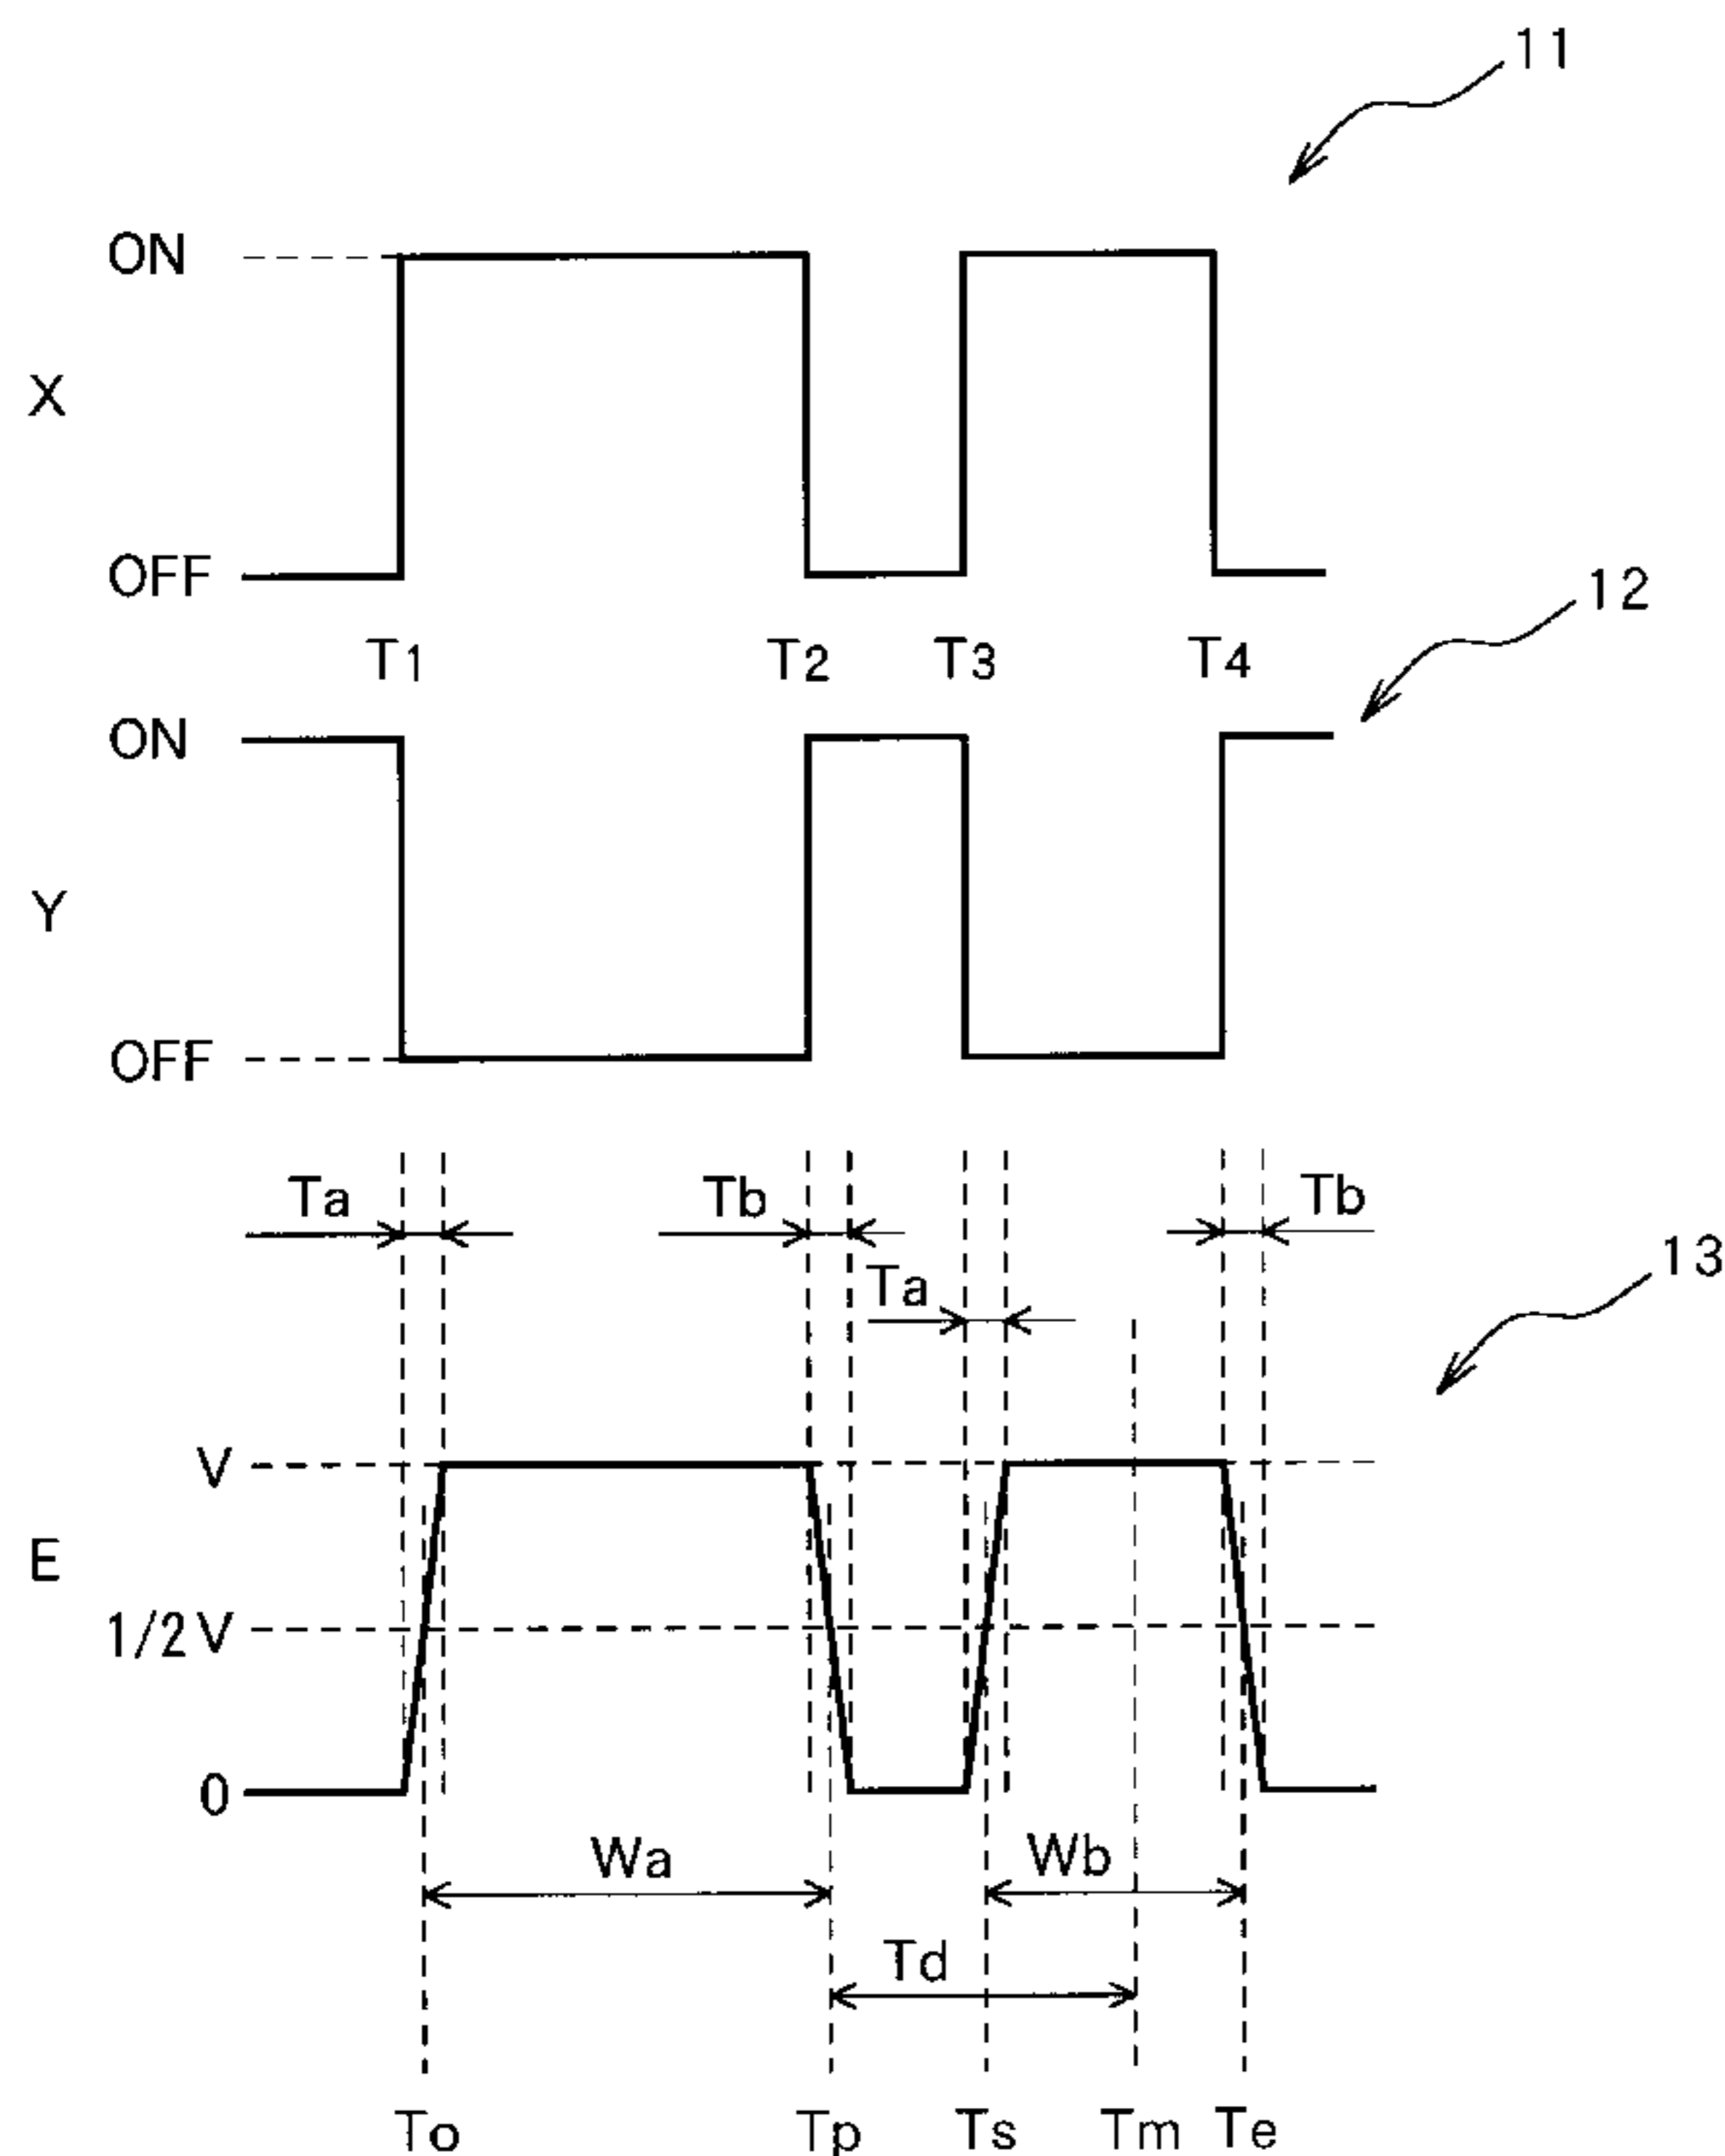 11
ON
X
OFF
12
T1 T2 T3 T4
ON
Y
OFF
Ta Tb Tb
Ta
13
V
E
1/2 V
0
Wa Wb
Td
To Tp Ts Tm Te